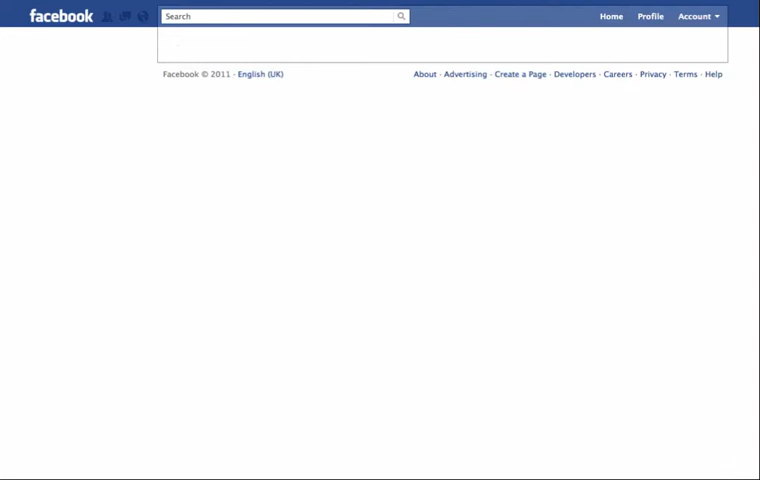 facebook Search Home Profile Account
Facebook © 2011 · English (UK) About · Advertising · Create a Page · Developers · Careers · Privacy · Terms · Help